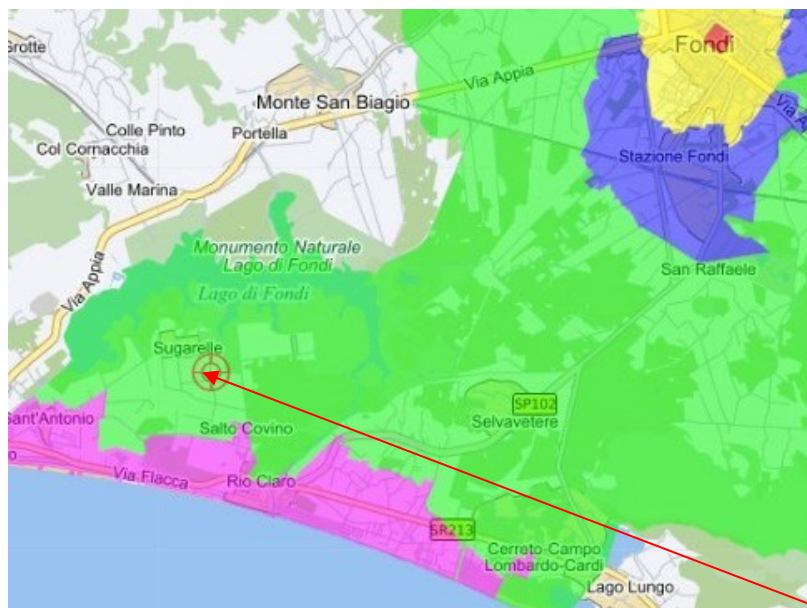 Grotte
Fondi
Via Appia
Monte San Biagio
Colle Pinto
Portella
Via A
Col Cornacchia
Stazione Fondi
Valle Marina
Monumento Naturale
Lago di Fondi
San Raffaele
Via Appia
Lago di Fondi
Sugarelle
SP102
Sant'Antonio
Selvavetere
Salto Covino
o
Via Flacca
Rio Claro
SR213
Cerreto-Campo
Lombardo-Cardi
Lago Lungo